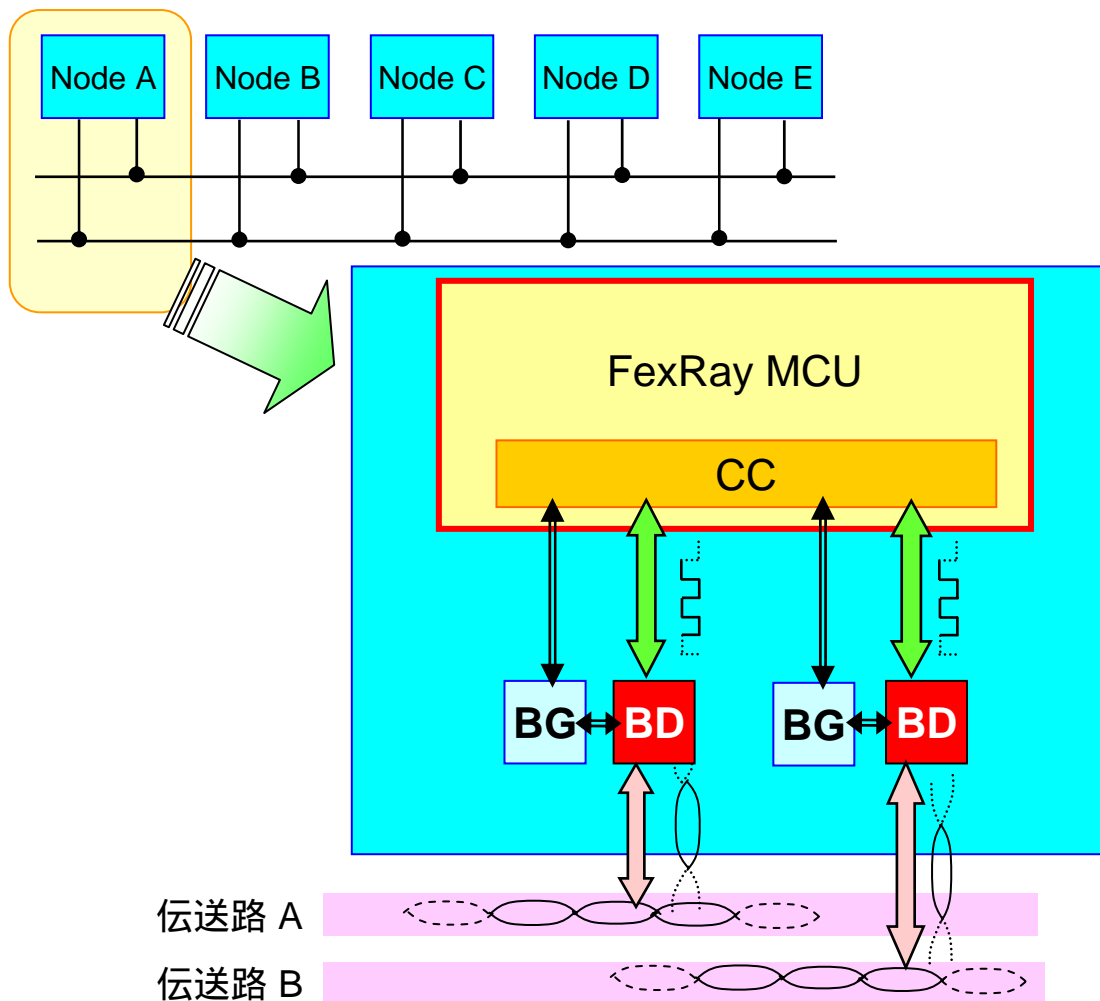 Node A
Node B
Node C
Node D
Node E
FexRay MCU
CC
BG
BD
BG
BD
伝送路 A
伝送路 B